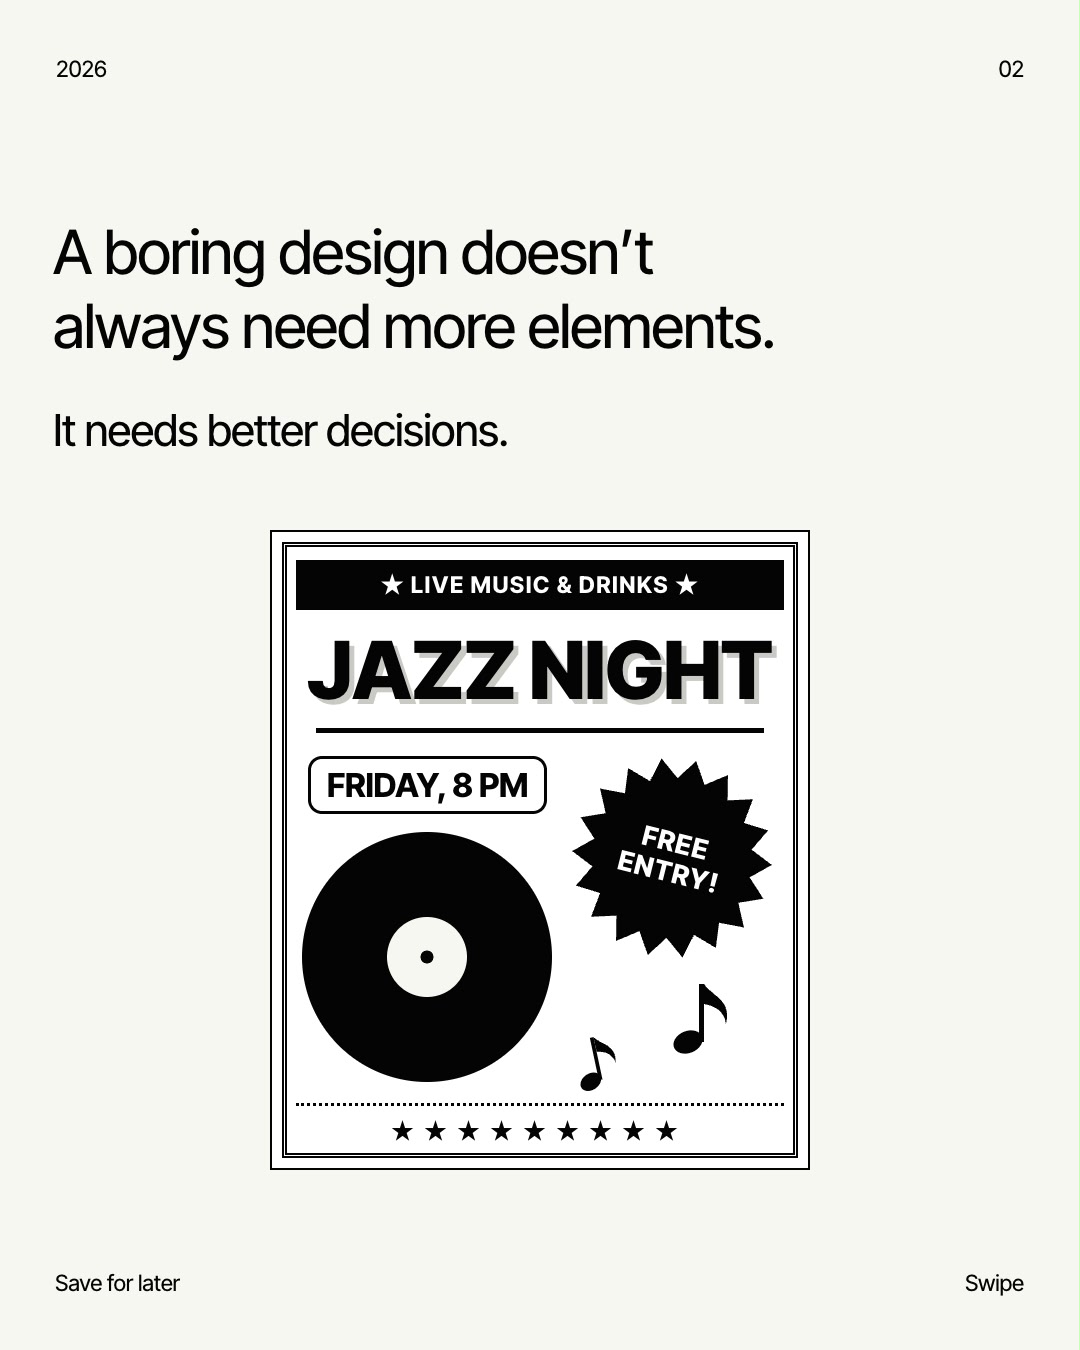 2026
02
A boring design doesn’t
always need more elements.
It needs better decisions.
★ LIVE MUSIC & DRINKS ★
JAZZ NIGHT
FRIDAY, 8 PM
FREE
ENTRY!
★ ★ ★ ★ ★ ★ ★ ★ ★
Save for later
Swipe